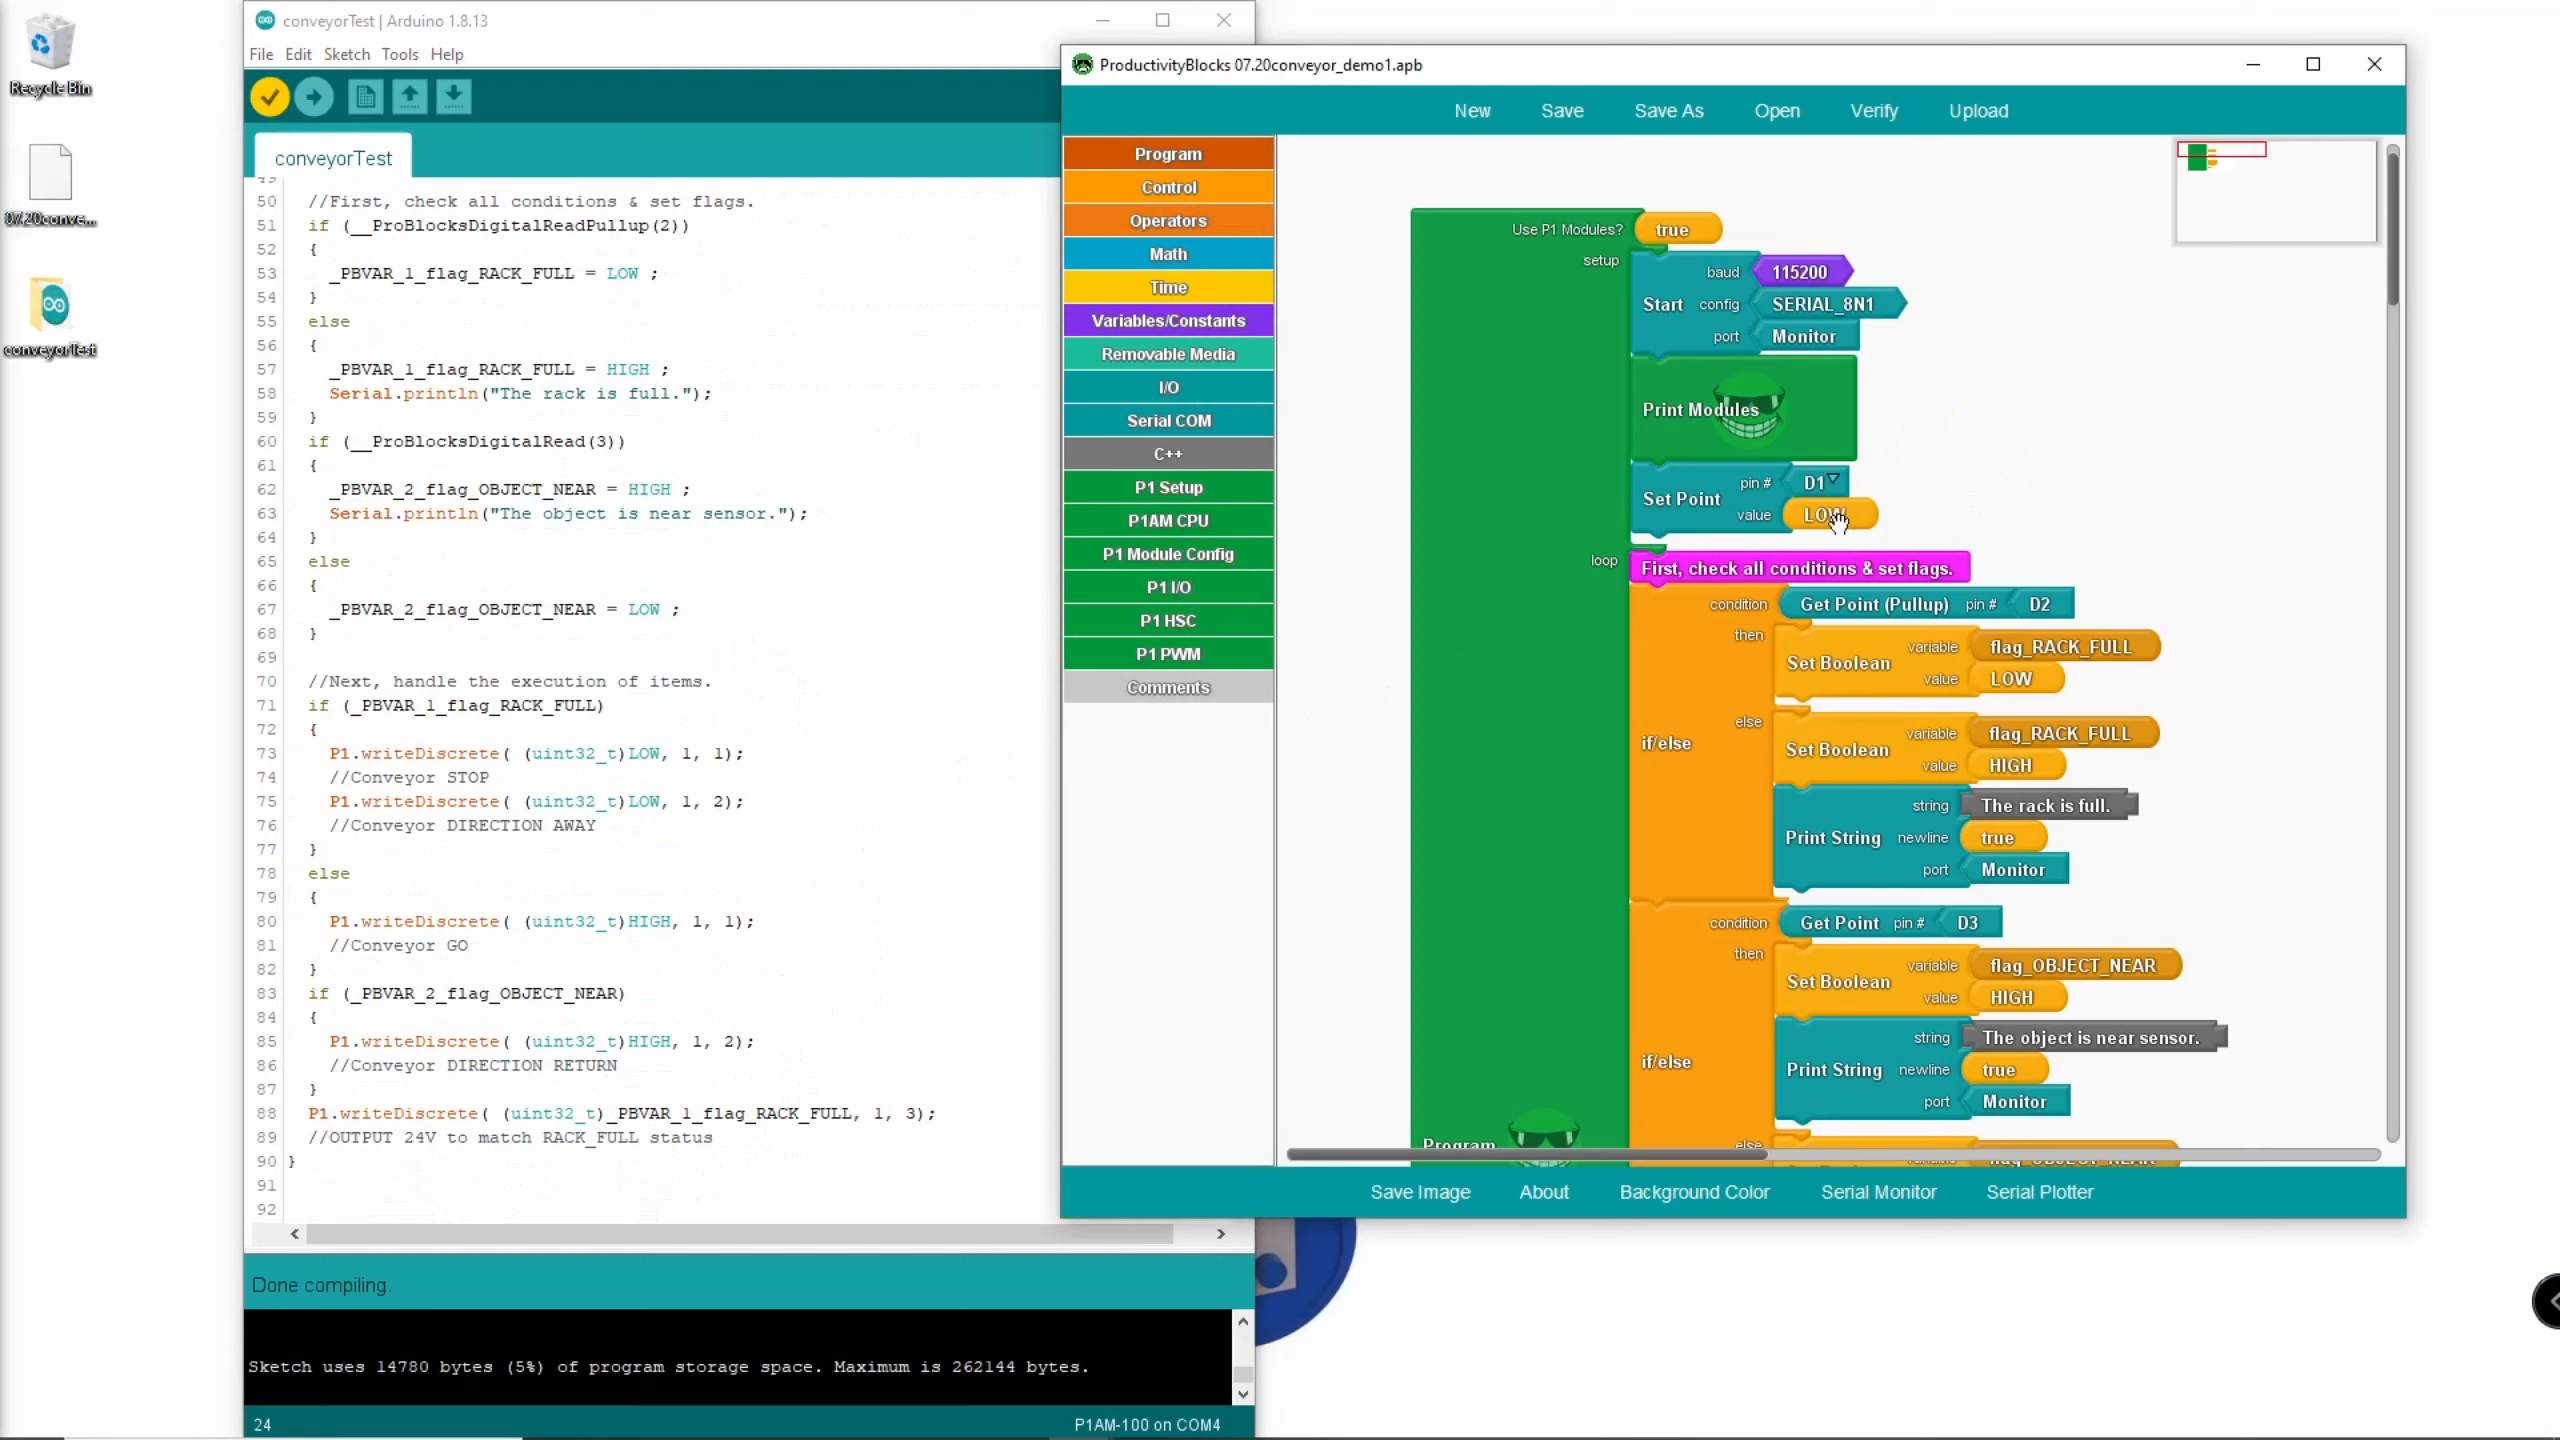 Recycle Bin
07.20conve...
conveyorTest
conveyorTest | Arduino 1.8.13
File Edit Sketch Tools Help
conveyorTest
49
50 //First, check all conditions & set flags.
51 if (__ProBlocksDigitalReadPullup(2))
52 {
53 _PBVAR_1_flag_RACK_FULL = LOW ;
54 }
55 else
56 {
57 _PBVAR_1_flag_RACK_FULL = HIGH ;
58 Serial.println("The rack is full.");
59 }
60 if (__ProBlocksDigitalRead(3))
61 {
62 _PBVAR_2_flag_OBJECT_NEAR = HIGH ;
63 Serial.println("The object is near sensor.");
64 }
65 else
66 {
67 _PBVAR_2_flag_OBJECT_NEAR = LOW ;
68 }
69
70 //Next, handle the execution of items.
71 if (_PBVAR_1_flag_RACK_FULL)
72 {
73 P1.writeDiscrete( (uint32_t)LOW, 1, 1);
74 //Conveyor STOP
75 P1.writeDiscrete( (uint32_t)LOW, 1, 2);
76 //Conveyor DIRECTION AWAY
77 }
78 else
79 {
80 P1.writeDiscrete( (uint32_t)HIGH, 1, 1);
81 //Conveyor GO
82 }
83 if (_PBVAR_2_flag_OBJECT_NEAR)
84 {
85 P1.writeDiscrete( (uint32_t)HIGH, 1, 2);
86 //Conveyor DIRECTION RETURN
87 }
88 P1.writeDiscrete( (uint32_t)_PBVAR_1_flag_RACK_FULL, 1, 3);
89 //OUTPUT 24V to match RACK_FULL status
90 }
91
92
Done compiling.
Sketch uses 14780 bytes (5%) of program storage space. Maximum is 262144 bytes.
24 P1AM-100 on COM4
ProductivityBlocks 07.20conveyor_demo1.apb
New Save Save As Open Verify Upload
Program
Control
Operators
Math
Time
Variables/Constants
Removable Media
I/O
Serial COM
C++
P1 Setup
P1AM CPU
P1 Module Config
P1 I/O
P1 HSC
P1 PWM
Comments
Use P1 Modules? true
setup
baud 115200
Start config SERIAL_8N1
port Monitor
Print Modules
pin # D1
Set Point
value LOW
loop
First, check all conditions & set flags.
condition Get Point (Pullup) pin # D2
then
variable flag_RACK_FULL
Set Boolean
value LOW
else
variable flag_RACK_FULL
if/else
Set Boolean
value HIGH
string The rack is full.
Print String newline true
port Monitor
condition Get Point pin # D3
then
variable flag_OBJECT_NEAR
Set Boolean
value HIGH
string The object is near sensor.
if/else
Print String newline true
port Monitor
Program
else
variable flag_OBJECT_NEAR
Save Image About Background Color Serial Monitor Serial Plotter